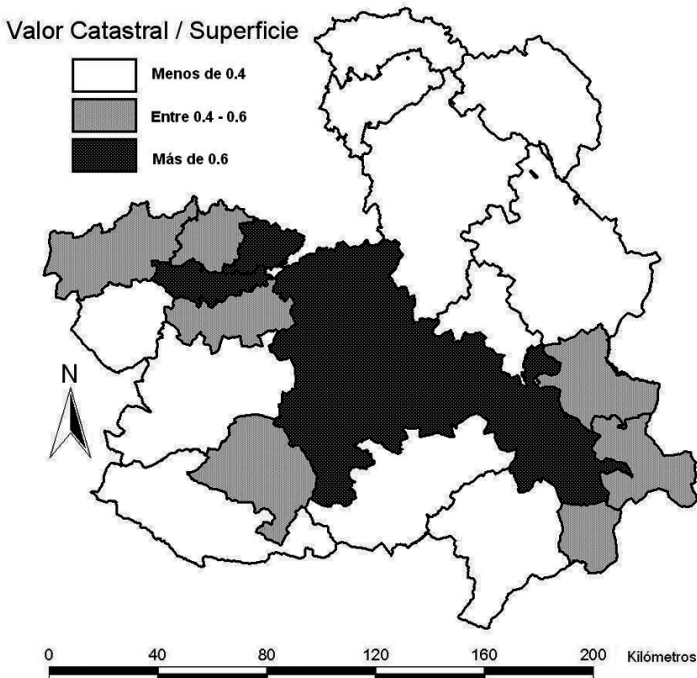 Valor Catastral / Superficie
Menos de 0.4
Entre 0.4 - 0.6
Más de 0.6
N
0 40 80 120 160 200 Kilómetros